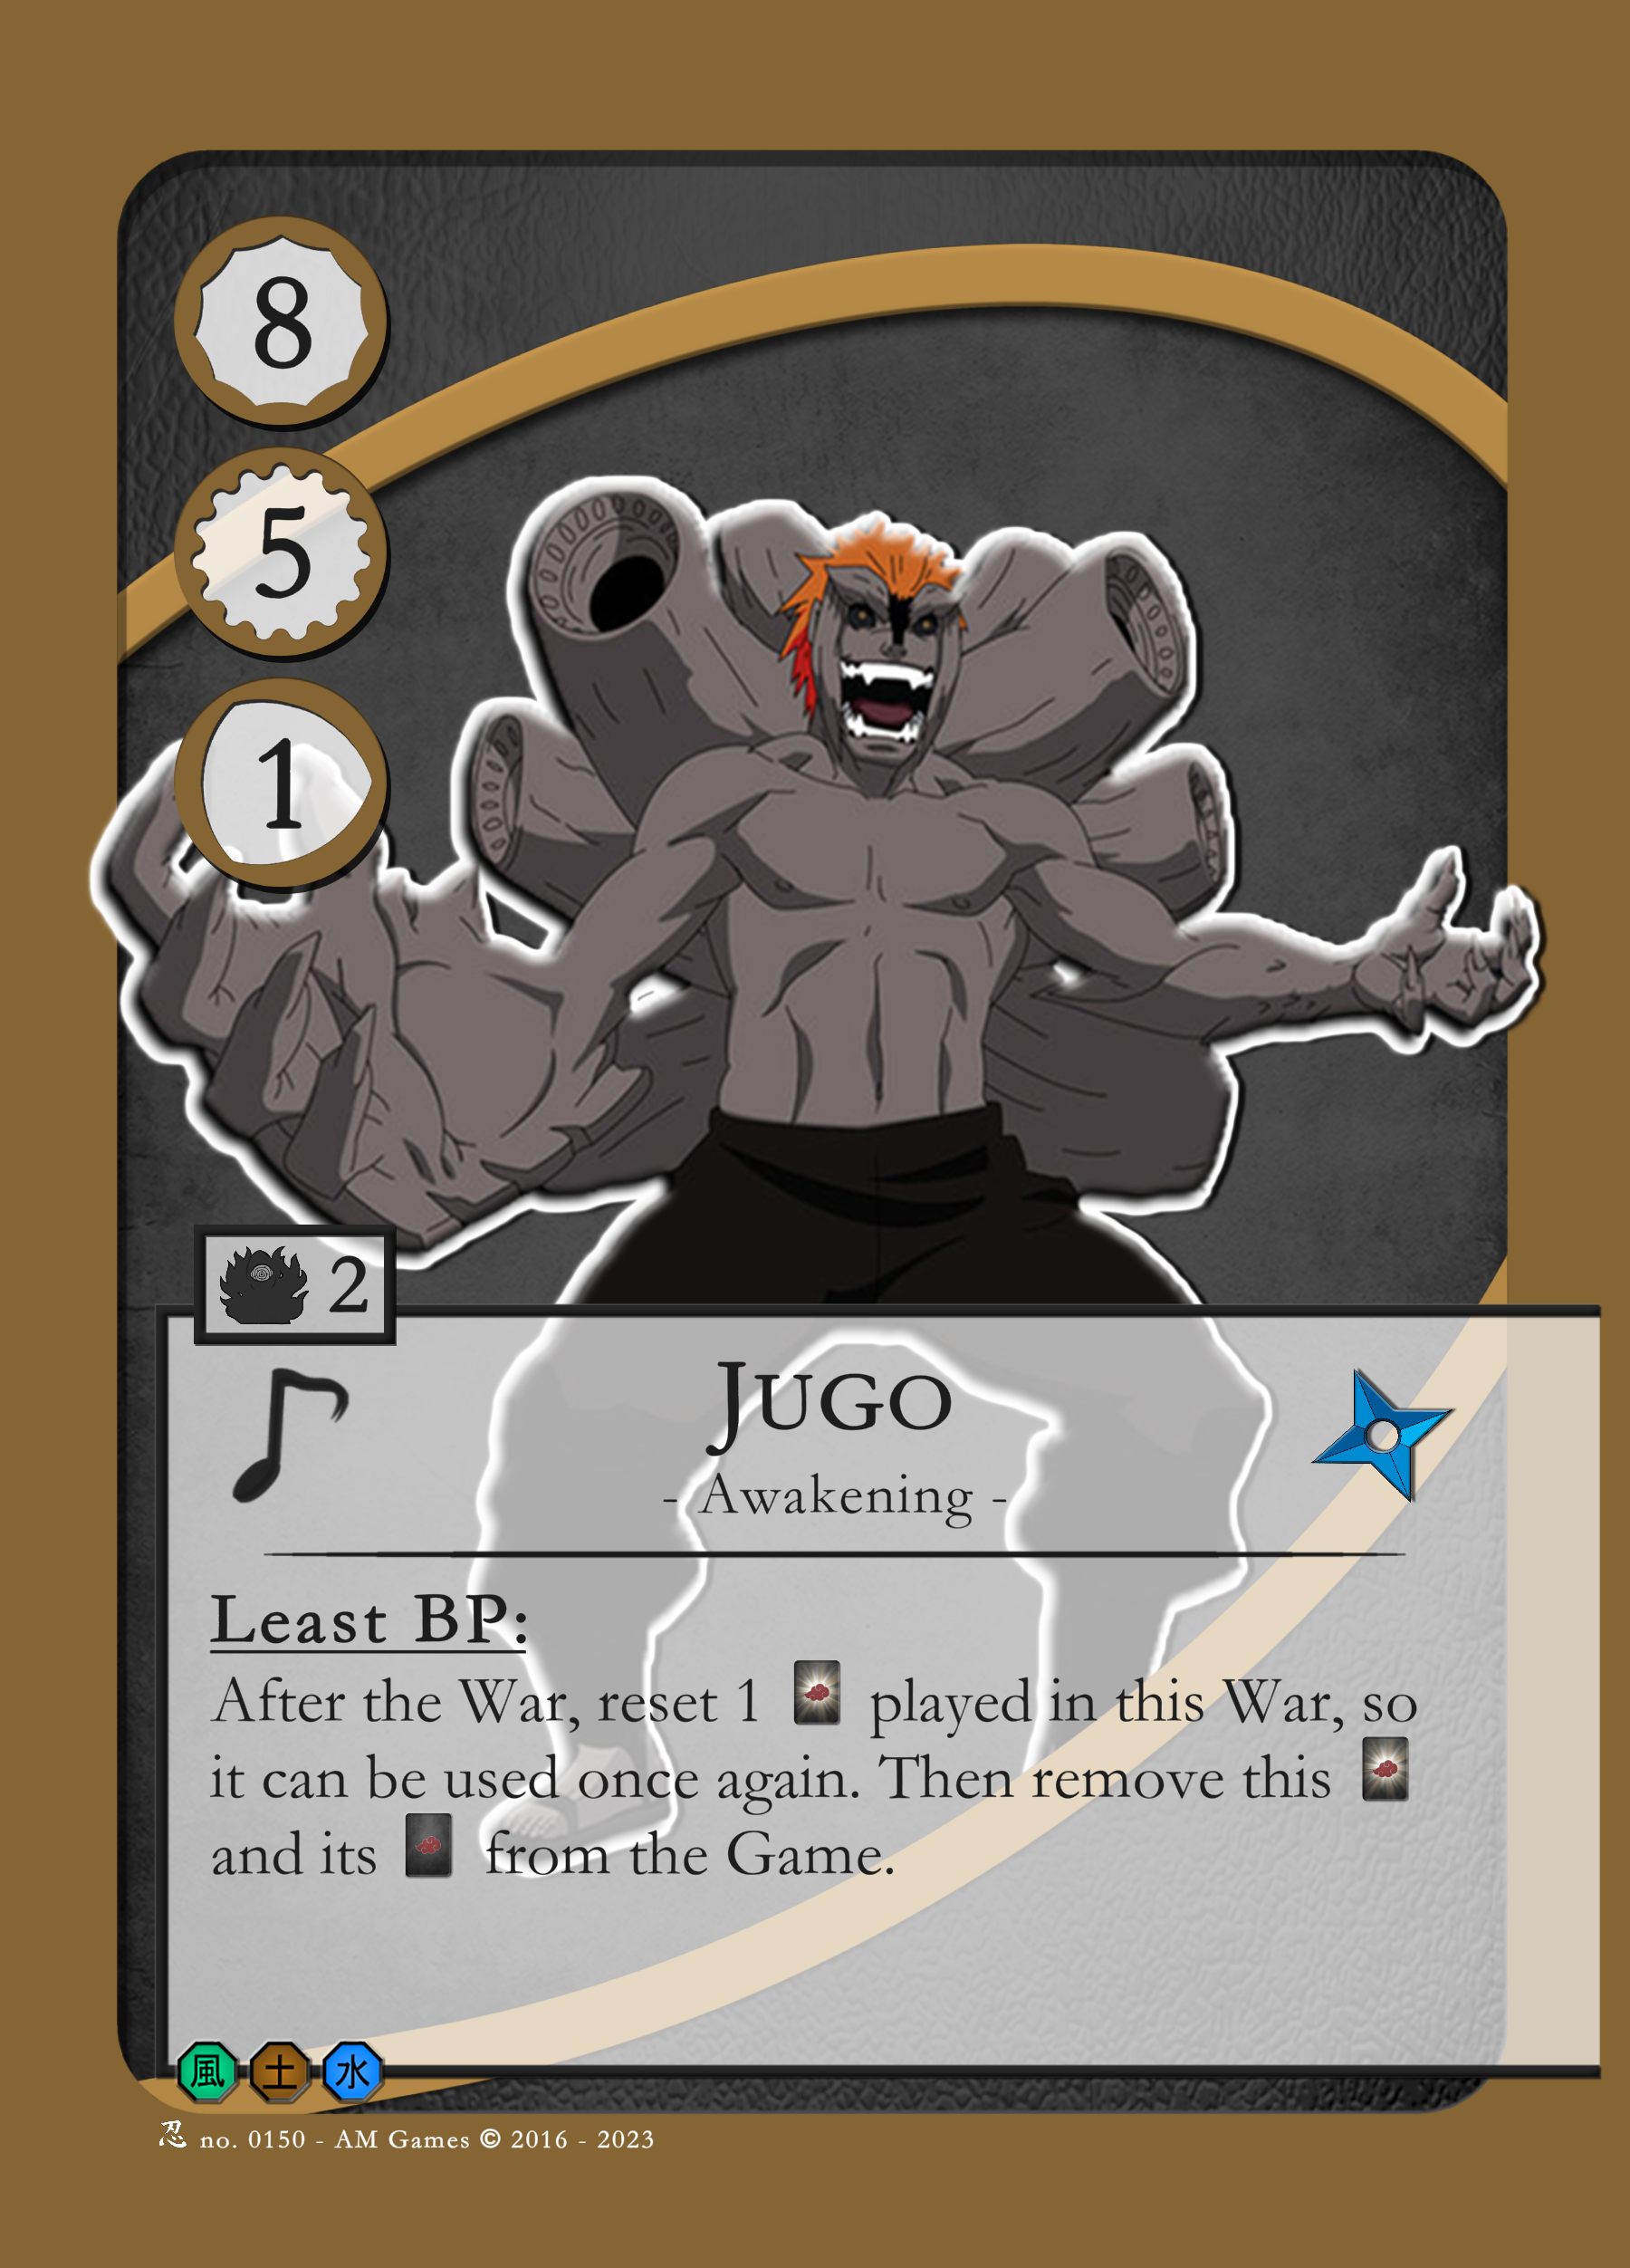 8
5
1
2
Jugo
- Awakening -
Least BP:
After the War, reset 1 played in this War, so
it can be used once again. Then remove this
and its from the Game.
風 土 水
忍 no. 0150 - AM Games © 2016 - 2023